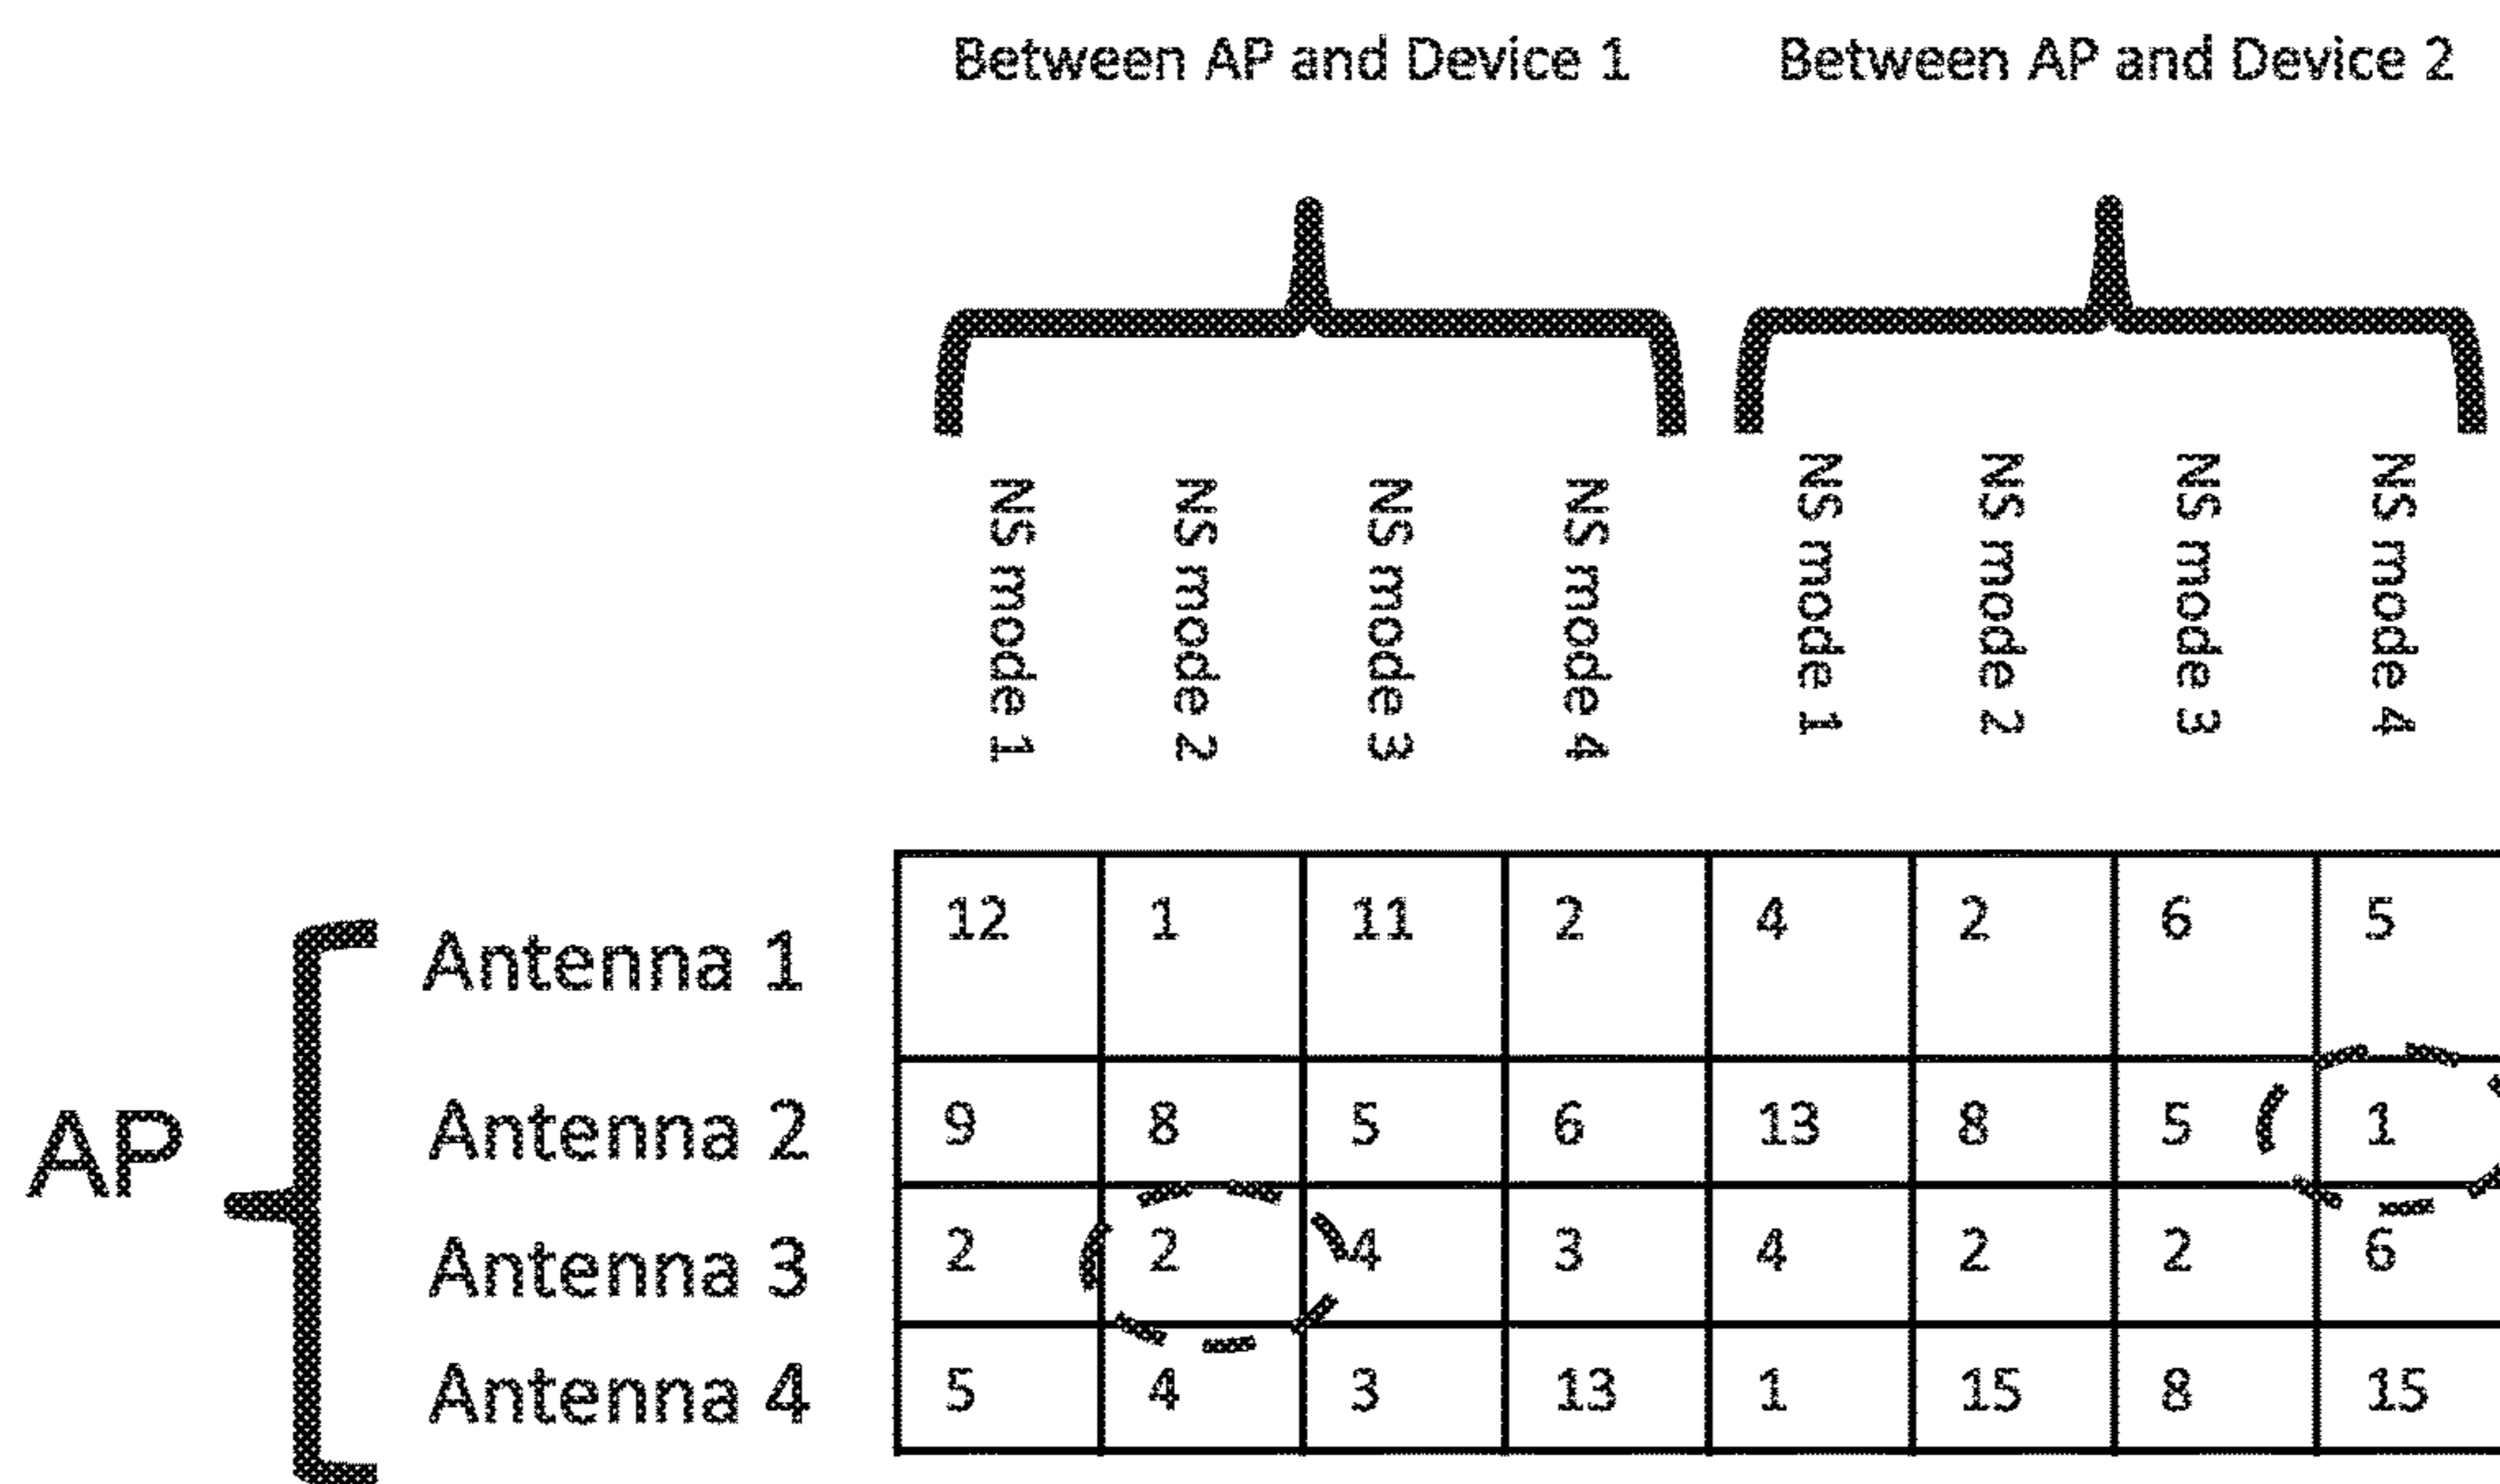 Between AP and Device 1 Between AP and Device 2
NS mode 1 NS mode 2 NS mode 3 NS mode 4 NS mode 1 NS mode 2 NS mode 3 NS mode 4
AP
Antenna 1 12 1 11 2 4 2 6 5
Antenna 2 9 8 5 6 13 8 5 1
Antenna 3 2 2 4 3 4 2 2 6
Antenna 4 5 4 3 13 1 15 8 15